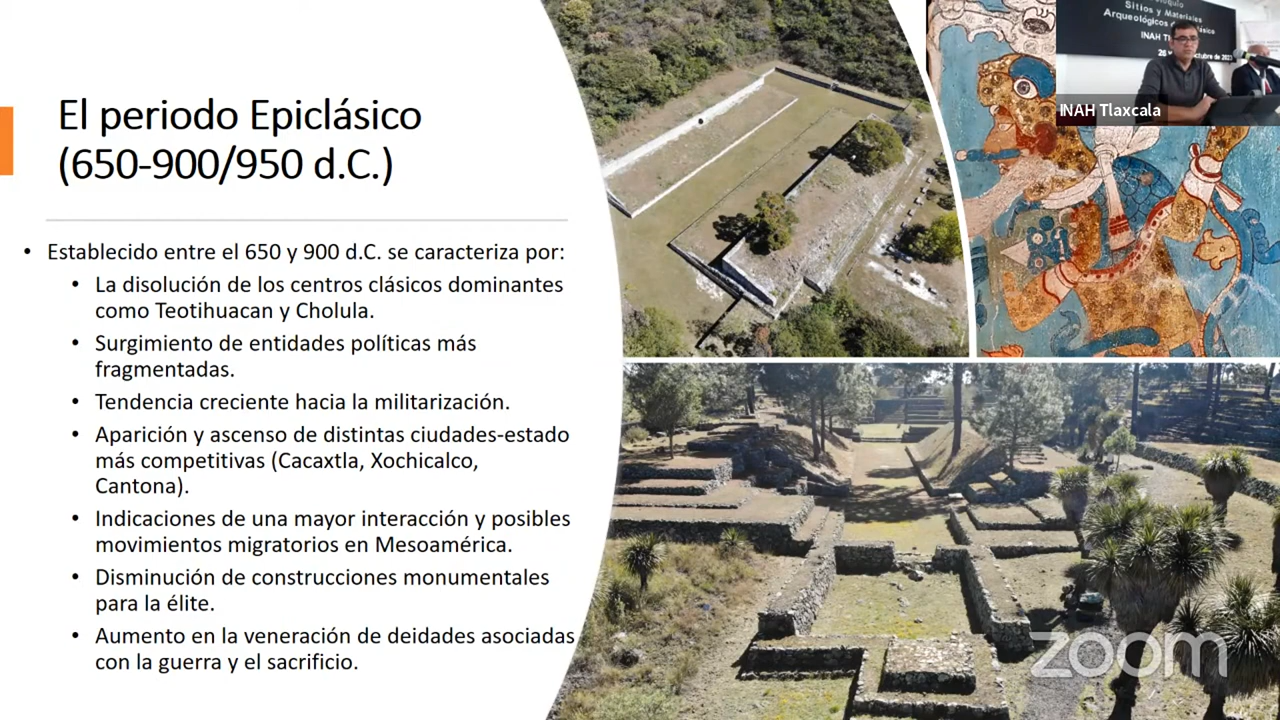 El periodo Epiclásico
(650-900/950 d.C.)
• Establecido entre el 650 y 900 d.C. se caracteriza por:
• La disolución de los centros clásicos dominantes
como Teotihuacan y Cholula.
• Surgimiento de entidades políticas más
fragmentadas.
• Tendencia creciente hacia la militarización.
• Aparición y ascenso de distintas ciudades-estado
más competitivas (Cacaxtla, Xochicalco,
Cantona).
• Indicaciones de una mayor interacción y posibles
movimientos migratorios en Mesoamérica.
• Disminución de construcciones monumentales
para la élite.
• Aumento en la veneración de deidades asociadas
con la guerra y el sacrificio.
Sitios y Materiales
Arqueológicos
INAH
INAH Tlaxcala
zoom